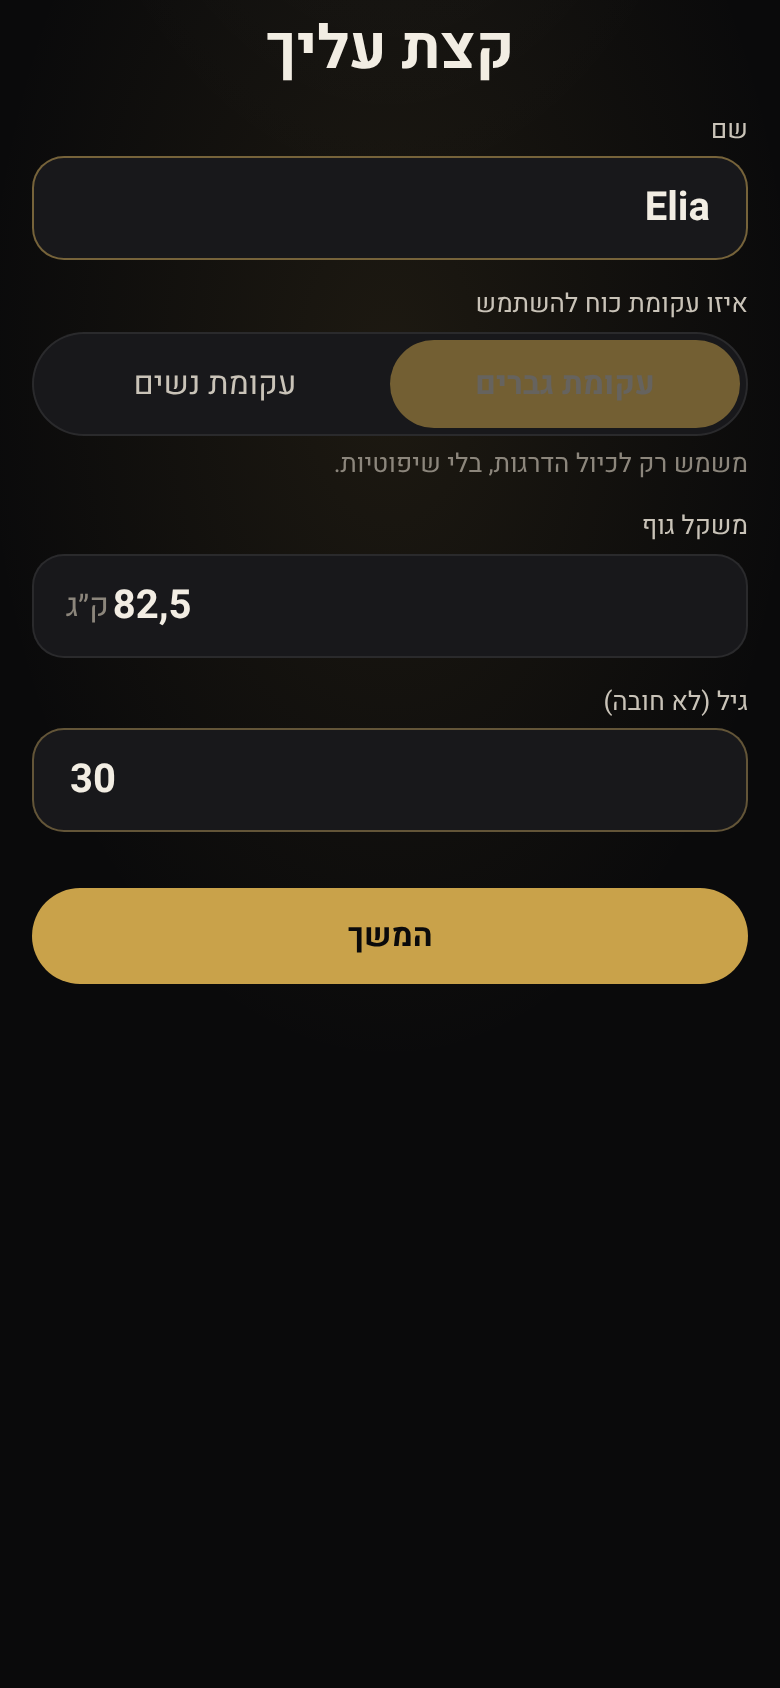 קצת עליך
שם
Elia
איזו עקומת כוח להשתמש
עקומת גברים
עקומת נשים
משמש רק לכיול הדרגות, בלי שיפוטיות.
משקל גוף
82,5 ק״ג
גיל (לא חובה)
30
המשך